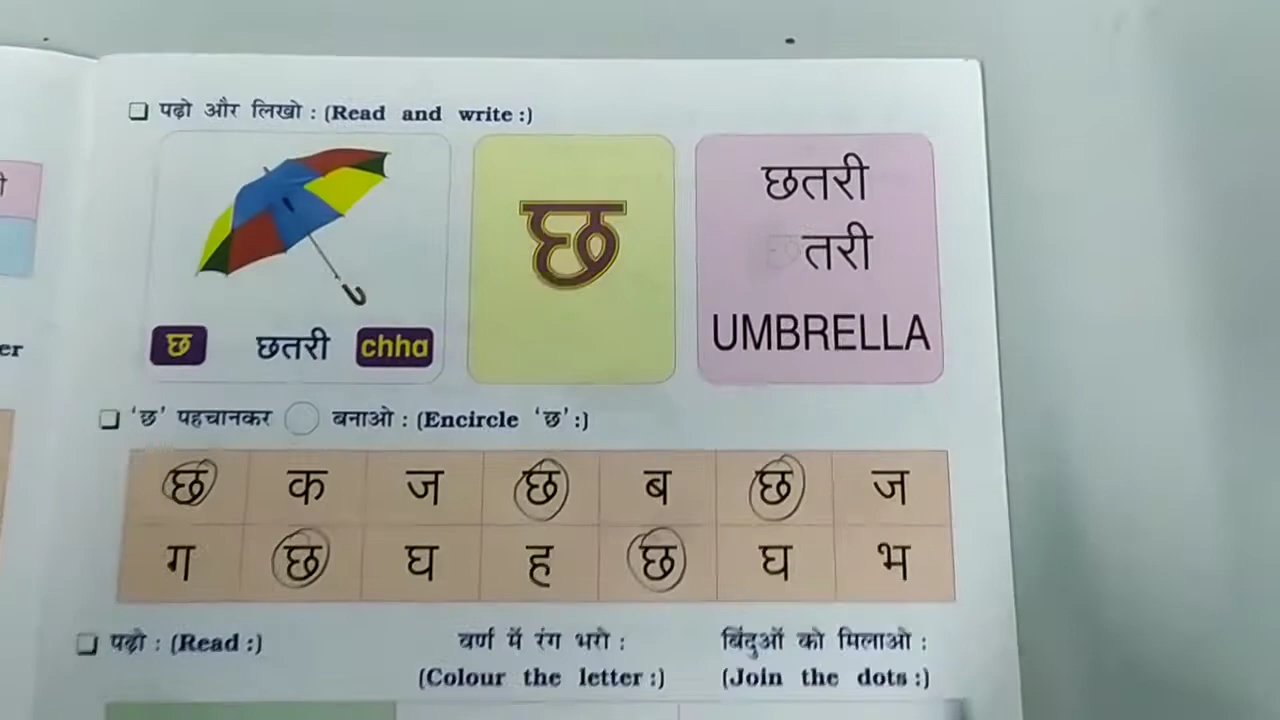 पढ़ो और लिखो : (Read and write :)
छ छतरी chha
छ
छतरी
छतरी
UMBRELLA
'छ' पहचानकर बनाओ : (Encircle 'छ' :)
छ क ज छ ब छ ज
ग छ घ ह छ घ भ
पढ़ो : (Read :)
वर्ण में रंग भरो :
(Colour the letter :)
बिंदुओं को मिलाओ :
(Join the dots :)